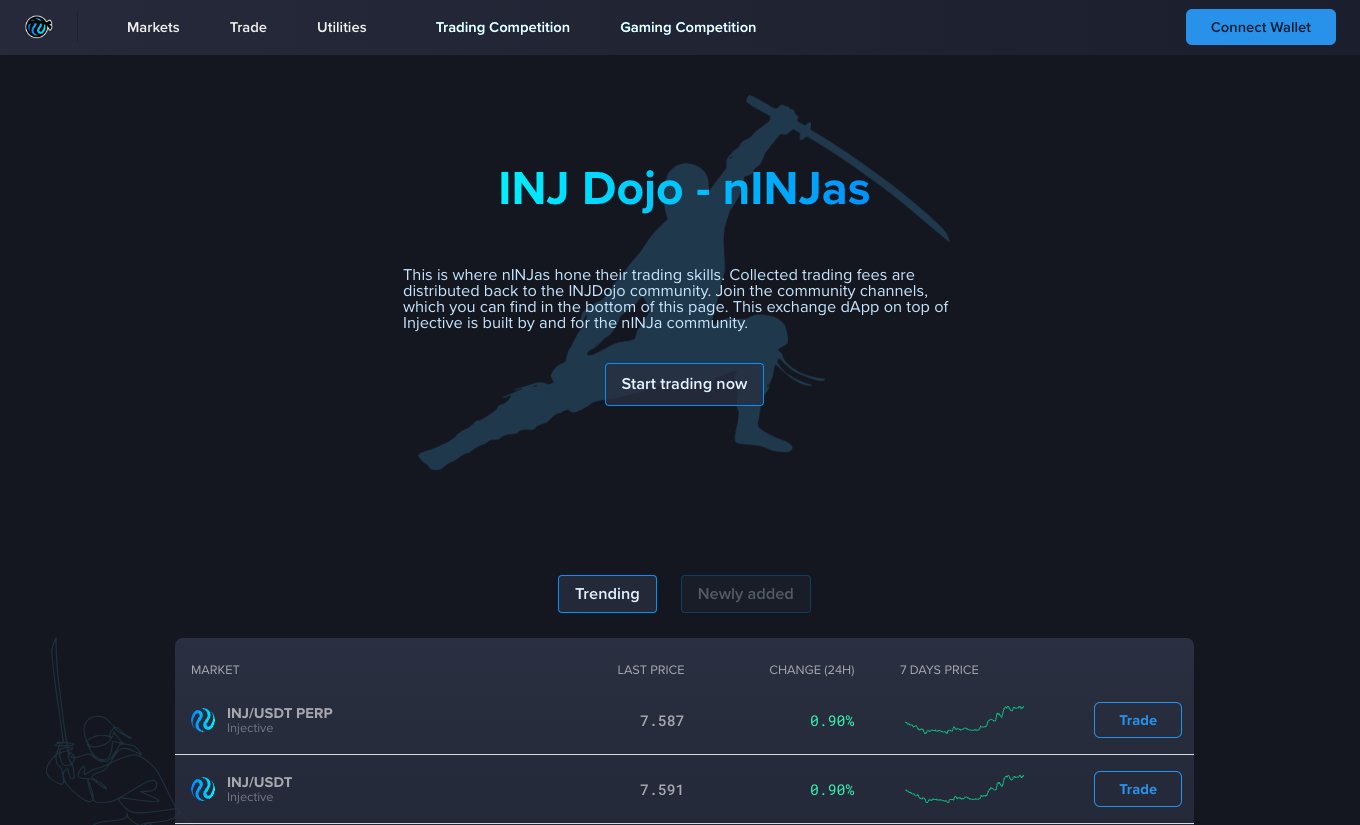 Markets Trade Utilities Trading Competition Gaming Competition Connect Wallet
INJ Dojo - nINJas
This is where nINJas hone their trading skills. Collected trading fees are
distributed back to the INJDojo community. Join the community channels,
which you can find in the bottom of this page. This exchange dApp on top of
Injective is built by and for the nINJa community.
Start trading now
Trending Newly added
MARKET LAST PRICE CHANGE (24H) 7 DAYS PRICE
INJ/USDT PERP
Injective
7.587 0.90% Trade
INJ/USDT
Injective
7.591 0.90% Trade